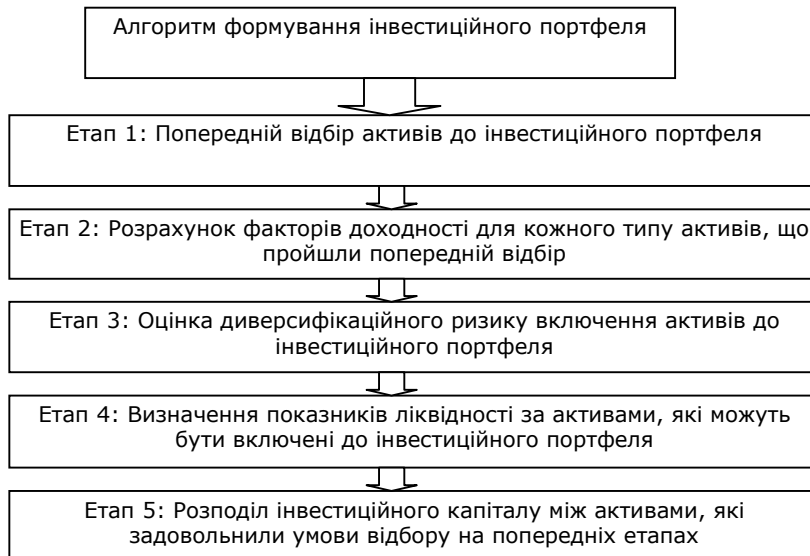 Алгоритм формування інвестиційного портфеля
Етап 1: Попередній відбір активів до інвестиційного портфеля
Етап 2: Розрахунок факторів доходності для кожного типу активів, що
пройшли попередній відбір
Етап 3: Оцінка диверсифікаційного ризику включення активів до
інвестиційного портфеля
Етап 4: Визначення показників ліквідності за активами, які можуть
бути включені до інвестиційного портфеля
Етап 5: Розподіл інвестиційного капіталу між активами, які
задовольнили умови відбору на попередніх етапах